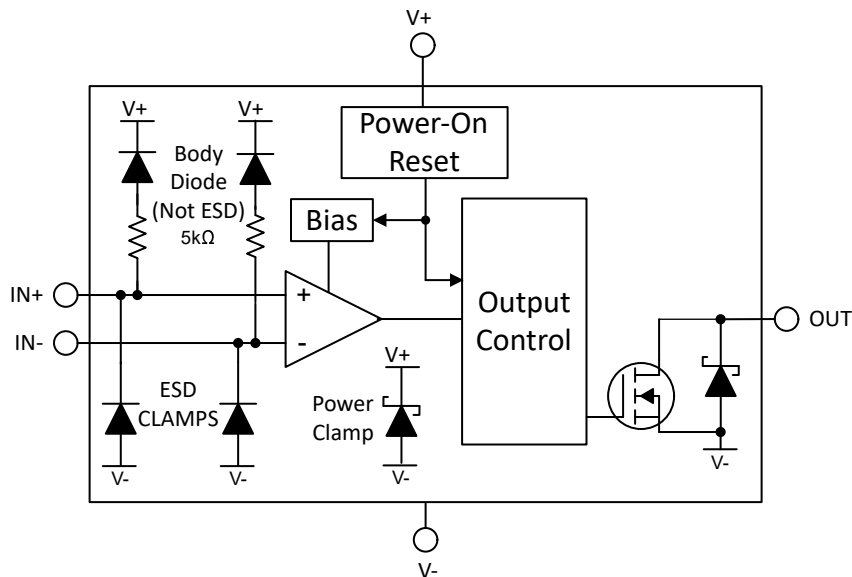 V+
V+
V+
Power-On
Reset
Body
Diode
(Not ESD)
5kΩ
Bias
IN+
+
IN-
-
Output
Control
OUT
V+
ESD
CLAMPS
Power
Clamp
V-
V-
V-
V-
V-